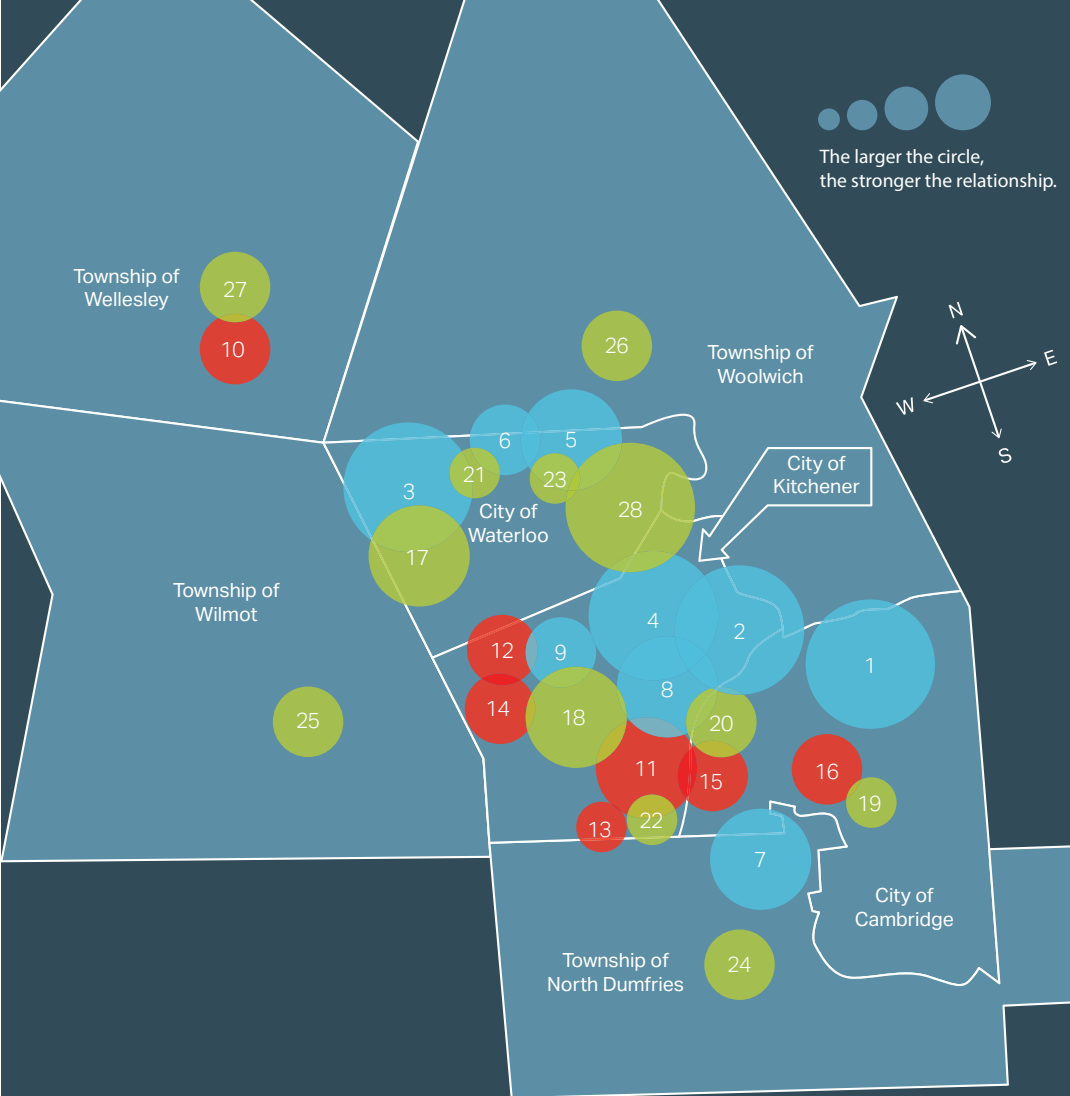 The larger the circle,
the stronger the relationship.
Township of
Wellesley
27
10
26
Township of
Woolwich
N
E
W
S
6
5
3
21
23
28
City of
Waterloo
City of
Kitchener
17
Township of
Wilmot
25
12
9
4
2
1
14
18
8
20
11
15
16
19
13
22
7
City of
Cambridge
24
Township of
North Dumfries